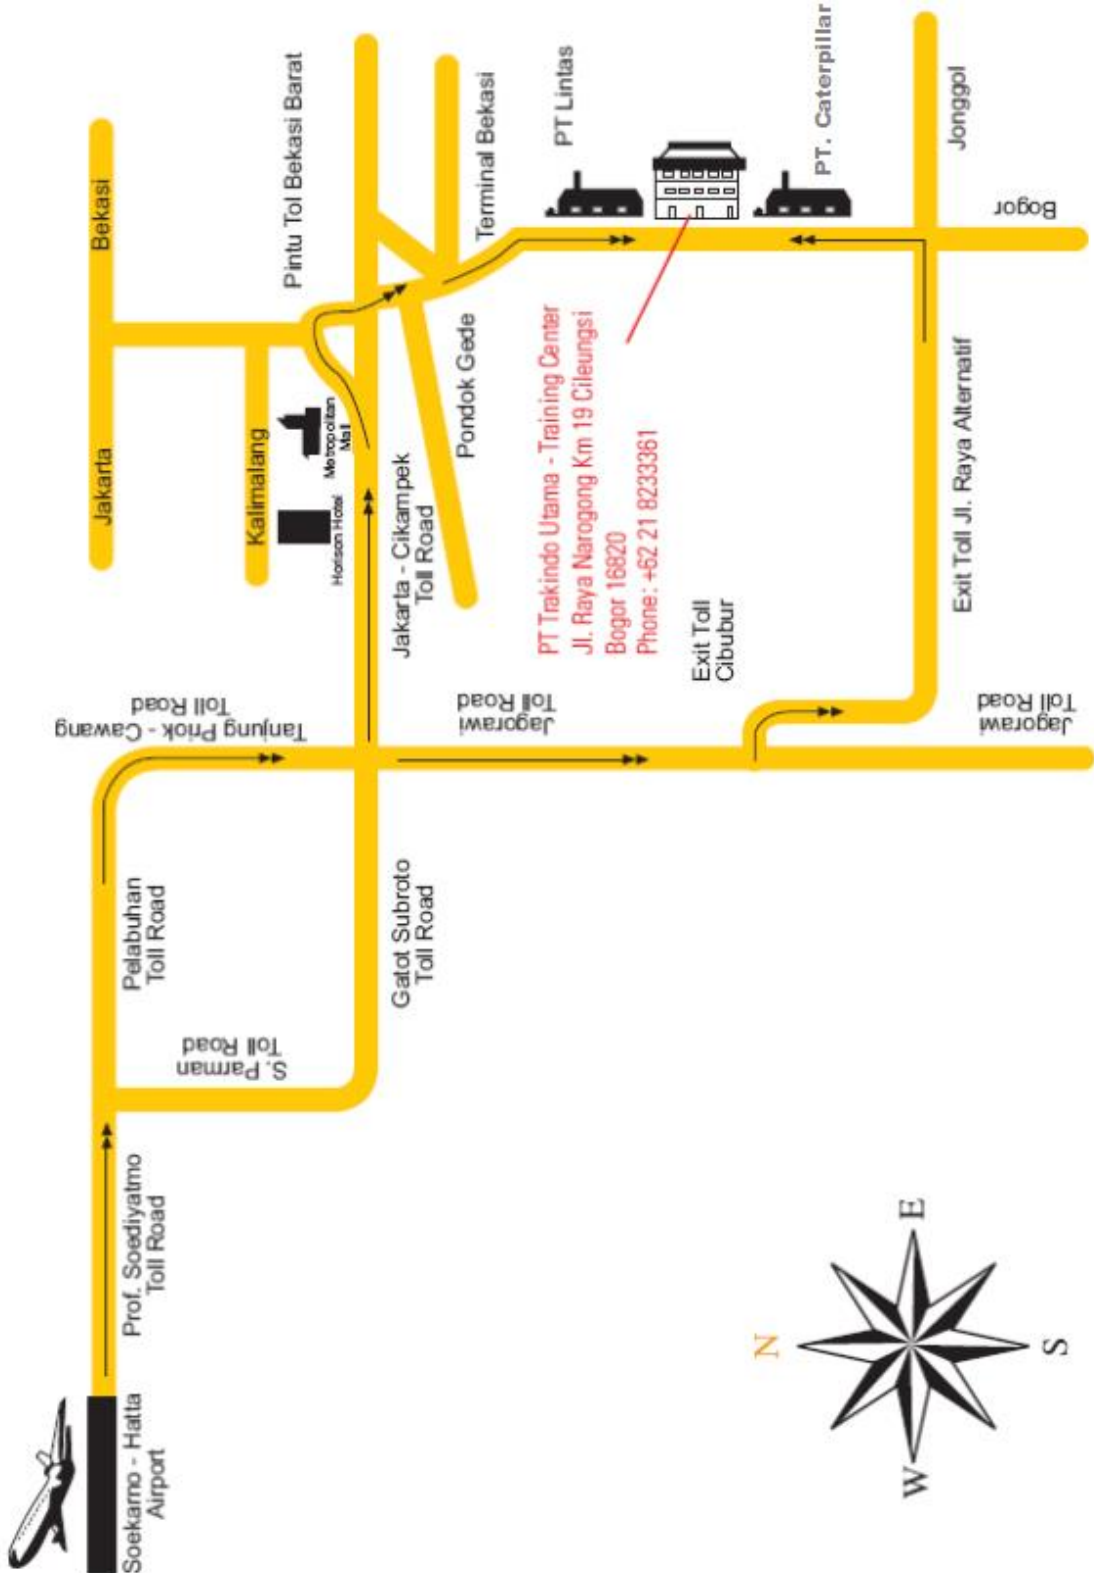 Soekarno - Hatta
Airport
Prof. Soediyatmo
Toll Road
S. Parman
Toll Road
Pelabuhan
Toll Road
Gatot Subroto
Toll Road
Tanjung Priok - Cawang
Toll Road
Jakarta
Bekasi
Kalimalang
Horison Hotel
Metropolitan
Mall
Pintu Tol Bekasi Barat
Jakarta - Cikampek
Toll Road
Pondok Gede
Terminal Bekasi
Jagorawi
Toll Road
PT Lintas
PT Trakindo Utama - Training Center
Jl. Raya Narogong Km 19 Cileungsi
Bogor 16820
Phone: +62 21 8233361
Exit Toll
Cibubur
PT. Caterpillar
Exit Toll Jl. Raya Alternatif
Jonggol
Bogor
Jagorawi
Toll Road
N
E
S
W